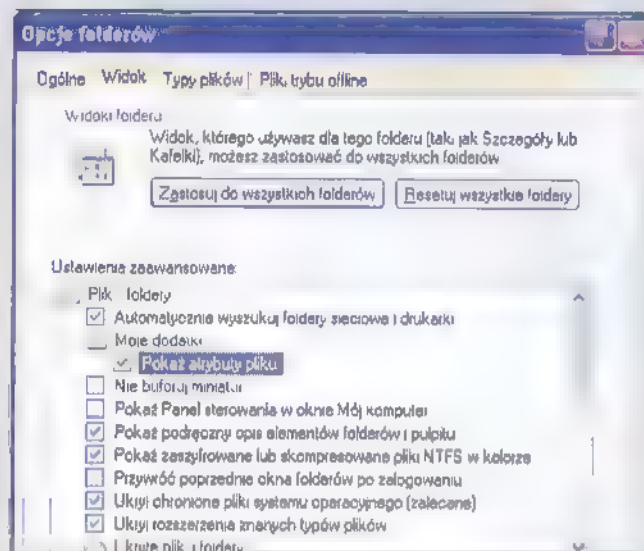 Opcje folderów
Ogólne Widok Typy plików Pliki trybu offline
Widoki folderu
Widok, którego używasz dla tego folderu (taki jak Szczegóły lub
Kafelki), możesz zastosować do wszystkich folderów
Zastosuj do wszystkich folderów Resetuj wszystkie foldery
Ustawienia zaawansowane:
Pliki foldery
Automatycznie wyszukuj foldery sieciowe i drukarki
Moje dodatki
Pokaż atrybuty pliku
Nie buforuj miniatur
Pokaż Panel sterowania w oknie Mój komputer
Pokaż podręczny opis elementów folderów i pulpitu
Pokaż zaszyfrowane lub skompresowane pliki NTFS w kolorze
Przywróć poprzednie okna folderów po zalogowaniu
Ukryj chronione pliki systemu operacyjnego (zalecane)
Ukryj rozszerzenia znanych typów plików
Ukryte pliki i foldery